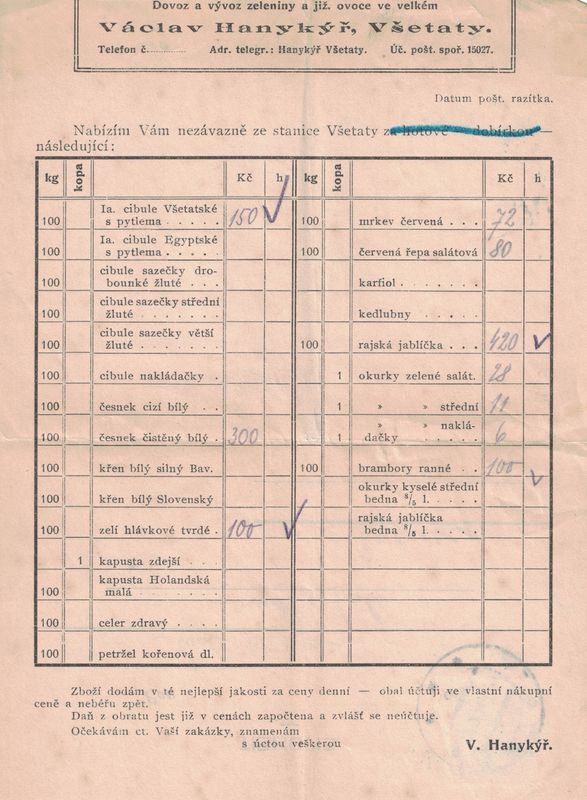 Dovoz a vývoz zeleniny a již. ovoce ve velkém
Václav Hanykýř, Všetaty.
Telefon č. Adr. telegr.: Hanykýř Všetaty. Úč. pošt. spoř. 15027.
Datum pošt. razítka.
Nabízím Vám nezávazně ze stanice Všetaty za hotově — dobírkou —
následující:
kg kopa Kč h kg kopa Kč h
100 Ia. cibule Všetatské s pytlema 150
100 Ia. cibule Egyptské s pytlema
100 cibule sazečky drobounké žluté
100 cibule sazečky střední žluté
100 cibule sazečky větší žluté
100 cibule nakládačky
100 česnek cizí bílý
100 česnek čistěný bílý 300
100 křen bílý silný Bav.
100 křen bílý Slovenský
100 zelí hlávkové tvrdé 100
1 kapusta zdejší
100 kapusta Holandská malá
100 celer zdravý
100 petržel kořenová dl.
100 mrkev červená 72
100 červená řepa salátová 80
karfiol
kedlubny
100 rajská jablíčka 420
1 okurky zelené salát. 28
1 » » střední 11
1 » » nakládačky 6
100 brambory ranné 100
okurky kyselé střední bedna ⁸/₅ l.
rajská jablíčka bedna ⁸/₅ l.
Zboží dodám v té nejlepší jakosti za ceny denní — obal účtuji ve vlastní nákupní
ceně a neběřu zpět.
Daň z obratu jest již v cenách započtena a zvlášť se neúčtuje.
Očekávám ct. Vaší zakázky, znamenám
s úctou veškerou
V. Hanykýř.